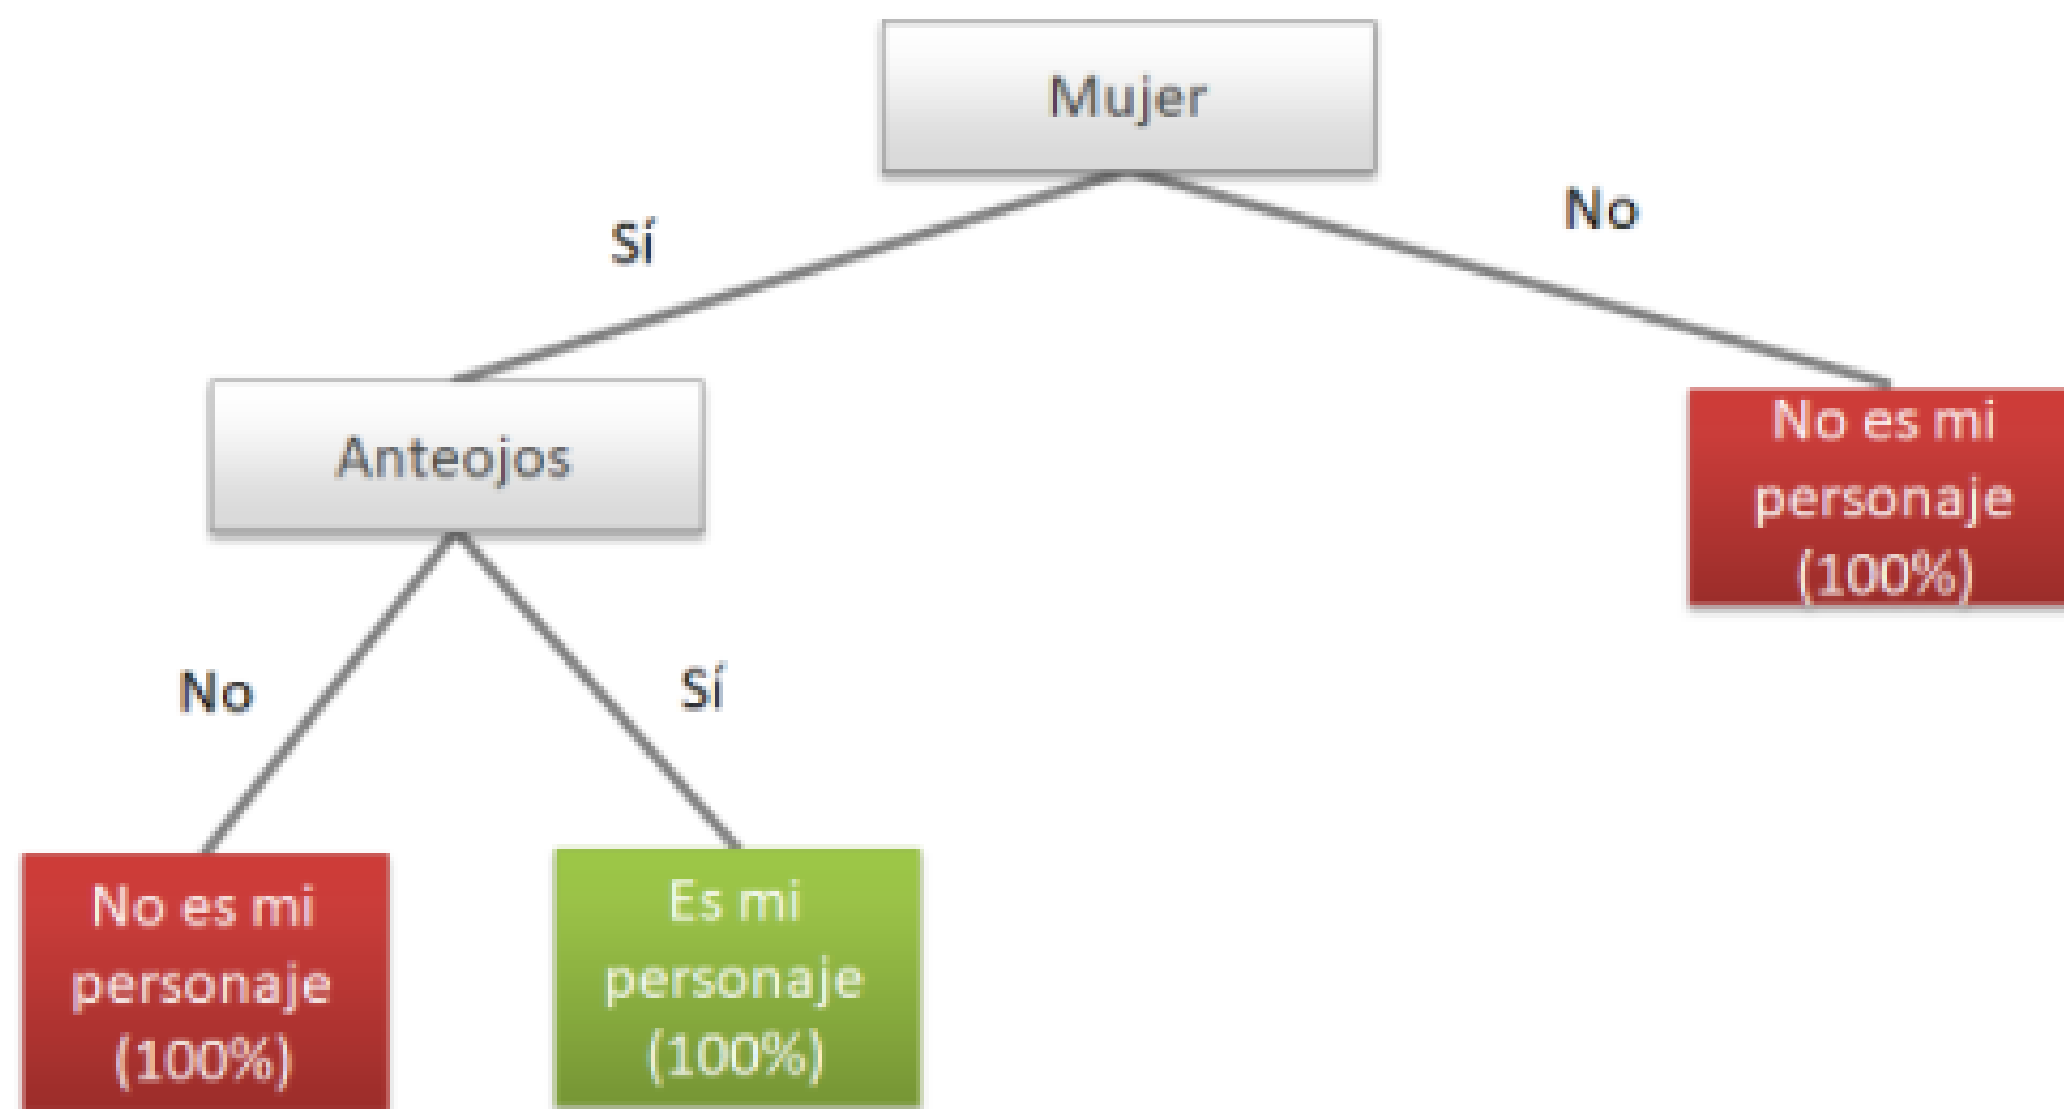 Mujer
Sí
No
Anteojos
No es mi
personaje
(100%)
No
Sí
No es mi
personaje
(100%)
Es mi
personaje
(100%)